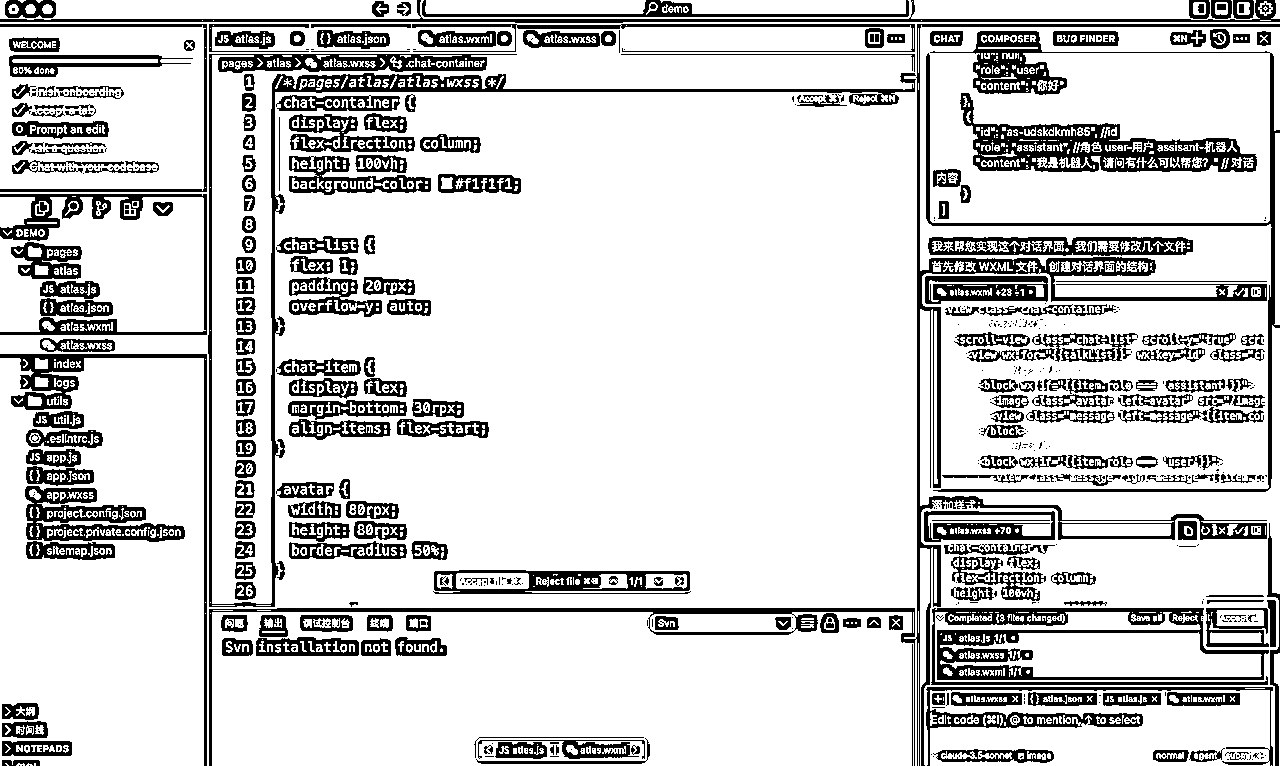 demo
WELCOME
80% done
Finish onboarding
Accept a tab
Prompt an edit
Ask a question
Chat with your codebase
DEMO
pages
atlas
JS atlas.js
{} atlas.json
atlas.wxml
atlas.wxss
index
logs
utils
JS util.js
.eslintrc.js
JS app.js
{} app.json
app.wxss
{} project.config.json
{} project.private.config.json
{} sitemap.json
大纲
时间线
NOTEPADS
JS atlas.js
{} atlas.json
atlas.wxml
atlas.wxss
pages > atlas > atlas.wxss > .chat-container
Accept ⌘Y Reject ⌘N
1 /* pages/atlas/atlas.wxss */
2 .chat-container {
3 display: flex;
4 flex-direction: column;
5 height: 100vh;
6 background-color: #f1f1f1;
7 }
8
9 .chat-list {
10 flex: 1;
11 padding: 20rpx;
12 overflow-y: auto;
13 }
14
15 .chat-item {
16 display: flex;
17 margin-bottom: 30rpx;
18 align-items: flex-start;
19 }
20
21 .avatar {
22 width: 80rpx;
23 height: 80rpx;
24 border-radius: 50%;
25 }
26
Accept file Reject file 1/1
问题 输出 调试控制台 终端 端口
Svn
Svn installation not found.
JS atlas.js
atlas.wxml
CHAT COMPOSER BUG FINDER ⌘N
"id": null,
"role": "user",
"content": "你好"
},
{
"id": "as-udskdkmh85", //id
"role": "assistant", //角色 user-用户 assisant-机器人
"content": "我是机器人，请问有什么可以帮您？" // 对话
内容
}
]
我来帮您实现这个对话界面。我们需要修改几个文件:
首先修改 WXML 文件，创建对话界面的结构:
atlas.wxml +28 -1
<view class="chat-container">
<scroll-view class="chat-list" scroll-y="true"
<view wx:for="{{talkList}}" wx:key="id"
<block wx:if="{{item.role === 'assistant'}}">
<image class="avatar left-avatar"
<view class="message left-message">{{item.
</block>
<block wx:if="{{item.role === 'user'}}">
<view class="message right-message">{{item.
添加样式:
atlas.wxss +70
.chat-container {
display: flex;
flex-direction: column;
height: 100vh;
Completed (3 files changed) Save all Reject all Accept all
JS atlas.js 1/1
atlas.wxss 1/1
atlas.wxml 1/1
atlas.wxss {} atlas.json JS atlas.js atlas.wxml
Edit code (⌘I), @ to mention, ↑ to select
claude-3.5-sonnet image normal agent submit